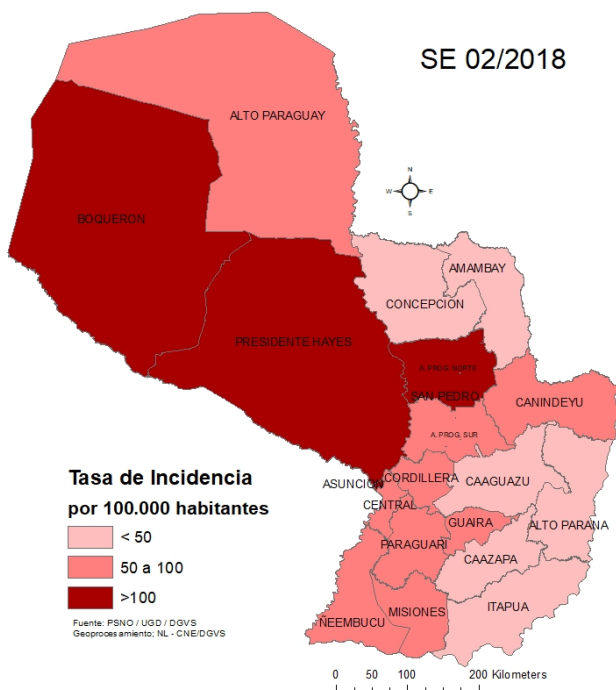 SE 02/2018
ALTO PARAGUAY
N
W E
S
BOQUERON
AMAMBAY
CONCEPCION
PRESIDENTE HAYES
A. PROG. NORTE
SAN PEDRO
CANINDEYU
A. PROG. SUR
Tasa de Incidencia
por 100.000 habitantes
< 50
50 a 100
>100
Fuente: PSNO / UGD / DGVS
Geoprocesamiento; NL - CNE/DGVS
ASUNCION
CORDILLERA
CAAGUAZU
CENTRAL
GUAIRA
ALTO PARANA
PARAGUARI
CAAZAPA
ÑEEMBUCU
MISIONES
ITAPUA
0 50 100 200 Kilometers